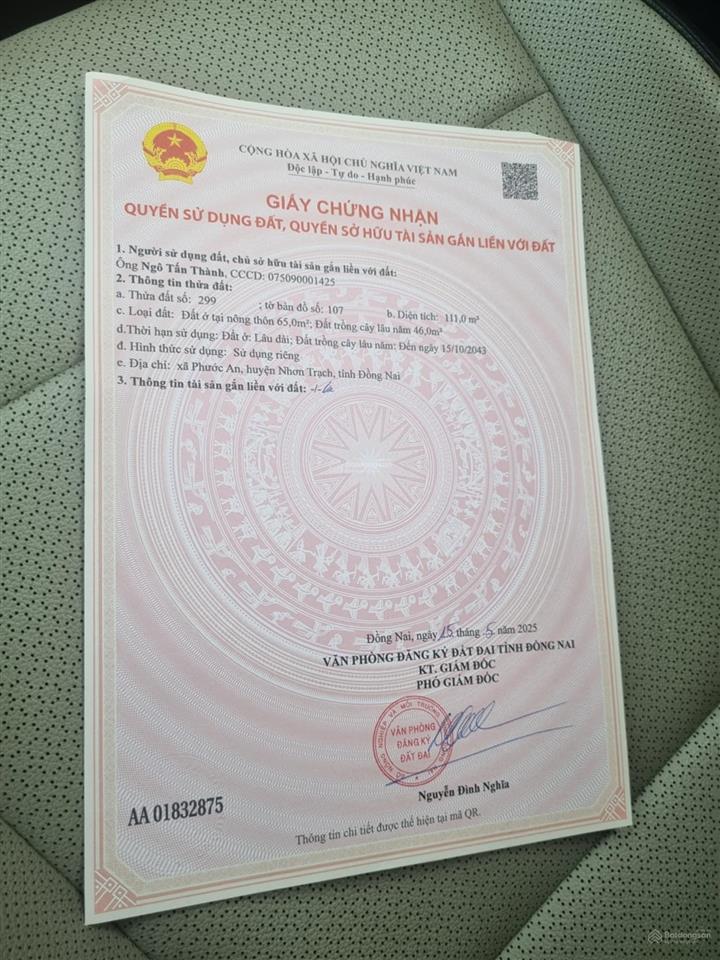 CỘNG HÒA XÃ HỘI CHỦ NGHĨA VIỆT NAM
Độc lập - Tự do - Hạnh phúc
GIẤY CHỨNG NHẬN
QUYỀN SỬ DỤNG ĐẤT, QUYỀN SỞ HỮU TÀI SẢN GẮN LIỀN VỚI ĐẤT
1. Người sử dụng đất, chủ sở hữu tài sản gắn liền với đất:
Ông Ngô Tấn Thành, CCCD: 075090001425
2. Thông tin thửa đất:
a. Thửa đất số: 299 ; tờ bản đồ số: 107 b. Diện tích: 111,0 m²
c. Loại đất: Đất ở tại nông thôn 65,0m²; Đất trồng cây lâu năm 46,0m²
d.Thời hạn sử dụng: Đất ở: Lâu dài; Đất trồng cây lâu năm: Đến ngày 15/10/2043
đ. Hình thức sử dụng: Sử dụng riêng
e. Địa chỉ: xã Phước An, huyện Nhơn Trạch, tỉnh Đồng Nai
3. Thông tin tài sản gắn liền với đất: -/-
Đồng Nai, ngày 15 tháng 5 năm 2025
VĂN PHÒNG ĐĂNG KÝ ĐẤT ĐAI TỈNH ĐỒNG NAI
KT. GIÁM ĐỐC
PHÓ GIÁM ĐỐC
VĂN PHÒNG
ĐĂNG KÝ
ĐẤT ĐAI
Nguyễn Đình Nghĩa
AA 01832875
Thông tin chi tiết được thể hiện tại mã QR.
Batdongsan